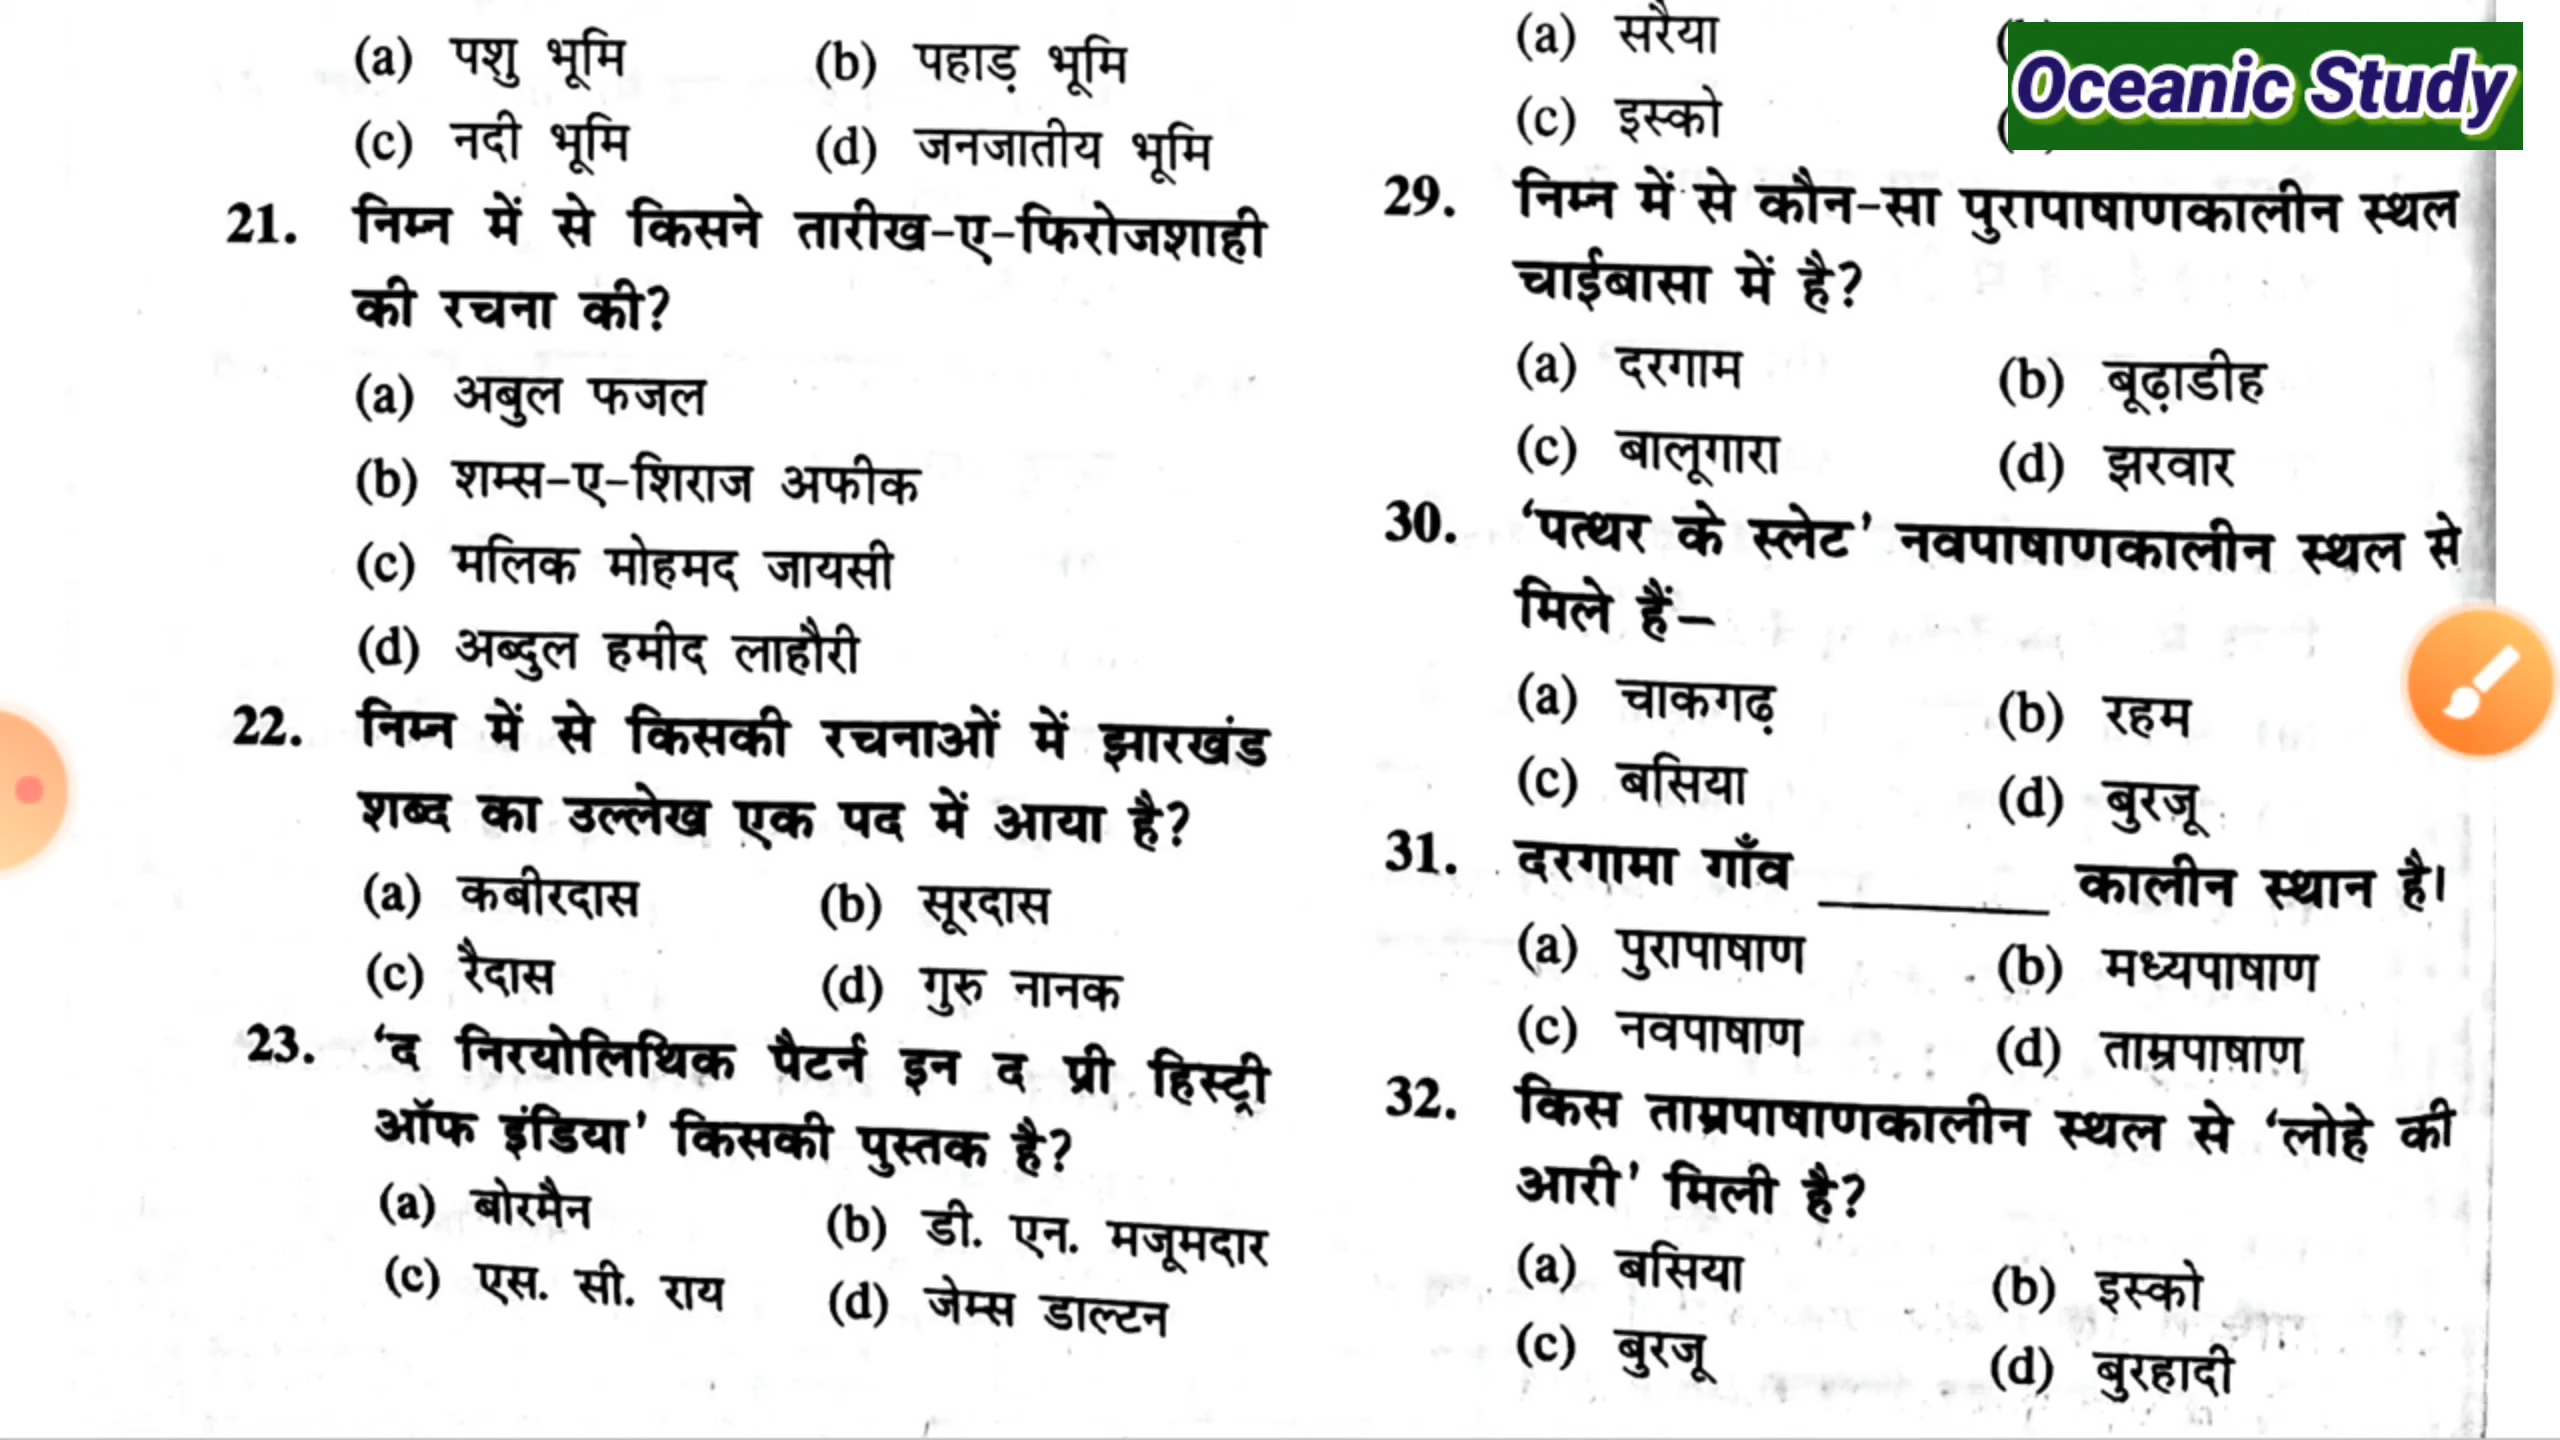 (a) पशु भूमि (b) पहाड़ भूमि
(c) नदी भूमि (d) जनजातीय भूमि
21. निम्न में से किसने तारीख-ए-फिरोजशाही
की रचना की?
(a) अबुल फजल
(b) शम्स-ए-शिराज अफीक
(c) मलिक मोहमद जायसी
(d) अब्दुल हमीद लाहौरी
22. निम्न में से किसकी रचनाओं में झारखंड
शब्द का उल्लेख एक पद में आया है?
(a) कबीरदास (b) सूरदास
(c) रैदास (d) गुरु नानक
23. ‘द निरयोलिथिक पैटर्न इन द प्री हिस्ट्री
ऑफ इंडिया’ किसकी पुस्तक है?
(a) बोरमैन (b) डी. एन. मजूमदार
(c) एस. सी. राय (d) जेम्स डाल्टन
(a) सरैया
(c) इस्को
Oceanic Study
29. निम्न में से कौन-सा पुरापाषाणकालीन स्थल
चाईबासा में है?
(a) दरगाम (b) बूढ़ाडीह
(c) बालूगारा (d) झरवार
30. ‘पत्थर के स्लेट’ नवपाषाणकालीन स्थल से
मिले हैं–
(a) चाकगढ़ (b) रहम
(c) बसिया (d) बुरजू
31. दरगामा गाँव ________ कालीन स्थान है।
(a) पुरापाषाण (b) मध्यपाषाण
(c) नवपाषाण (d) ताम्रपाषाण
32. किस ताम्रपाषाणकालीन स्थल से ‘लोहे की
आरी’ मिली है?
(a) बसिया (b) इस्को
(c) बुरजू (d) बुरहादी